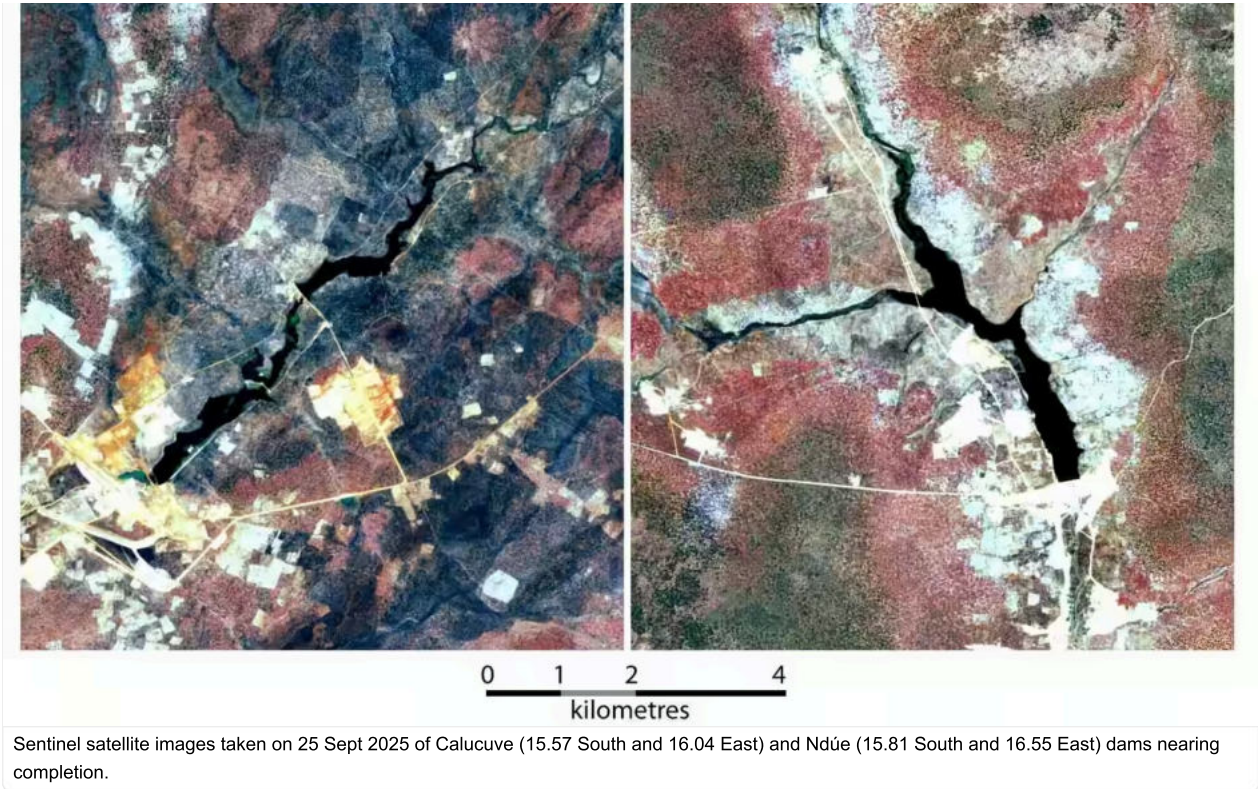 0 1 2 4
kilometres
Sentinel satellite images taken on 25 Sept 2025 of Calucuve (15.57 South and 16.04 East) and Ndúe (15.81 South and 16.55 East) dams nearing
completion.